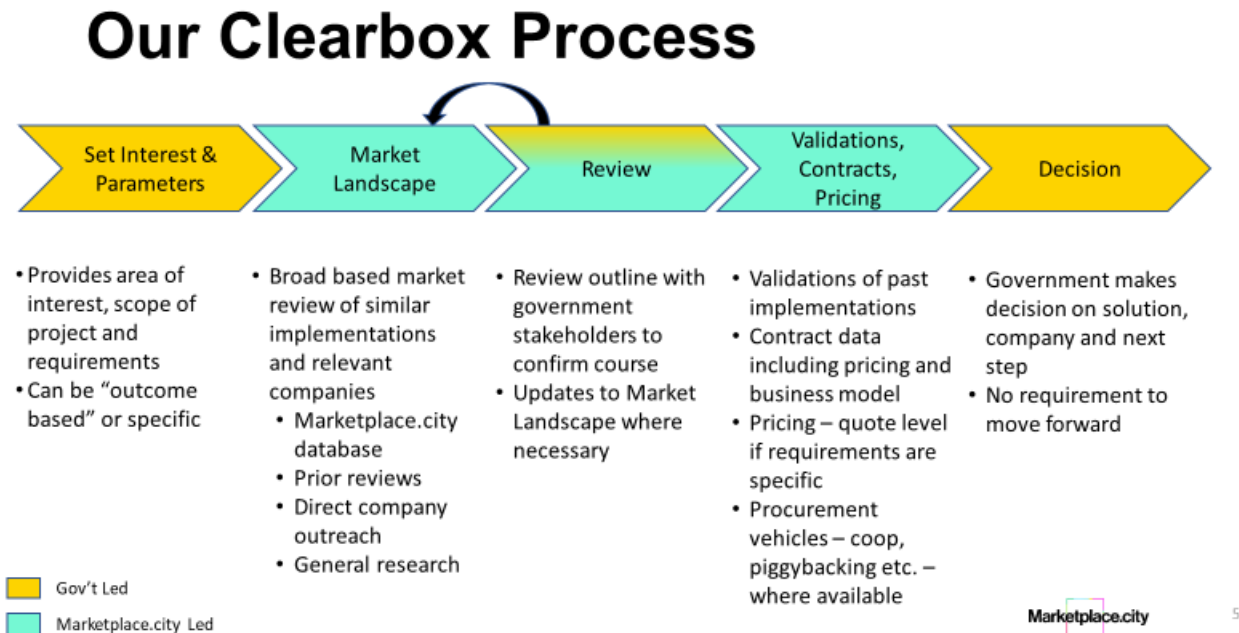 Our Clearbox Process
Set Interest &
Parameters
Market
Landscape
Review
Validations,
Contracts,
Pricing
Decision
• Provides area of
interest, scope of
project and
requirements
• Can be “outcome
based” or specific
• Broad based market
review of similar
implementations
and relevant
companies
• Marketplace.city
database
• Prior reviews
• Direct company
outreach
• General research
• Review outline with
government
stakeholders to
confirm course
• Updates to Market
Landscape where
necessary
• Validations of past
implementations
• Contract data
including pricing and
business model
• Pricing – quote level
if requirements are
specific
• Procurement
vehicles – coop,
piggybacking etc. –
where available
• Government makes
decision on solution,
company and next
step
• No requirement to
move forward
Gov’t Led
Marketplace.city Led
Marketplace.city
5